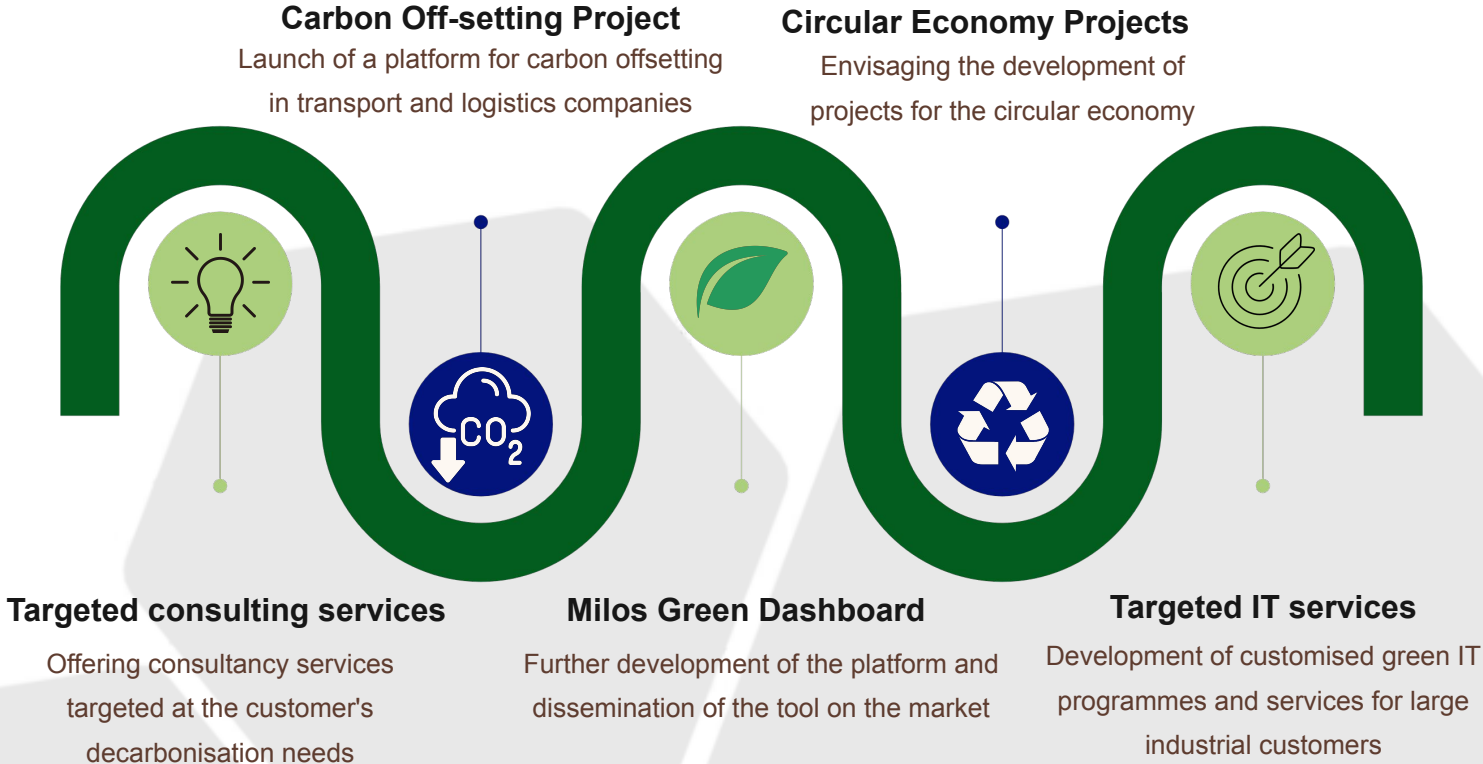 Carbon Off-setting Project
Launch of a platform for carbon offsetting
in transport and logistics companies
Circular Economy Projects
Envisaging the development of
projects for the circular economy
CO2
Targeted consulting services
Offering consultancy services
targeted at the customer's
decarbonisation needs
Milos Green Dashboard
Further development of the platform and
dissemination of the tool on the market
Targeted IT services
Development of customised green IT
programmes and services for large
industrial customers